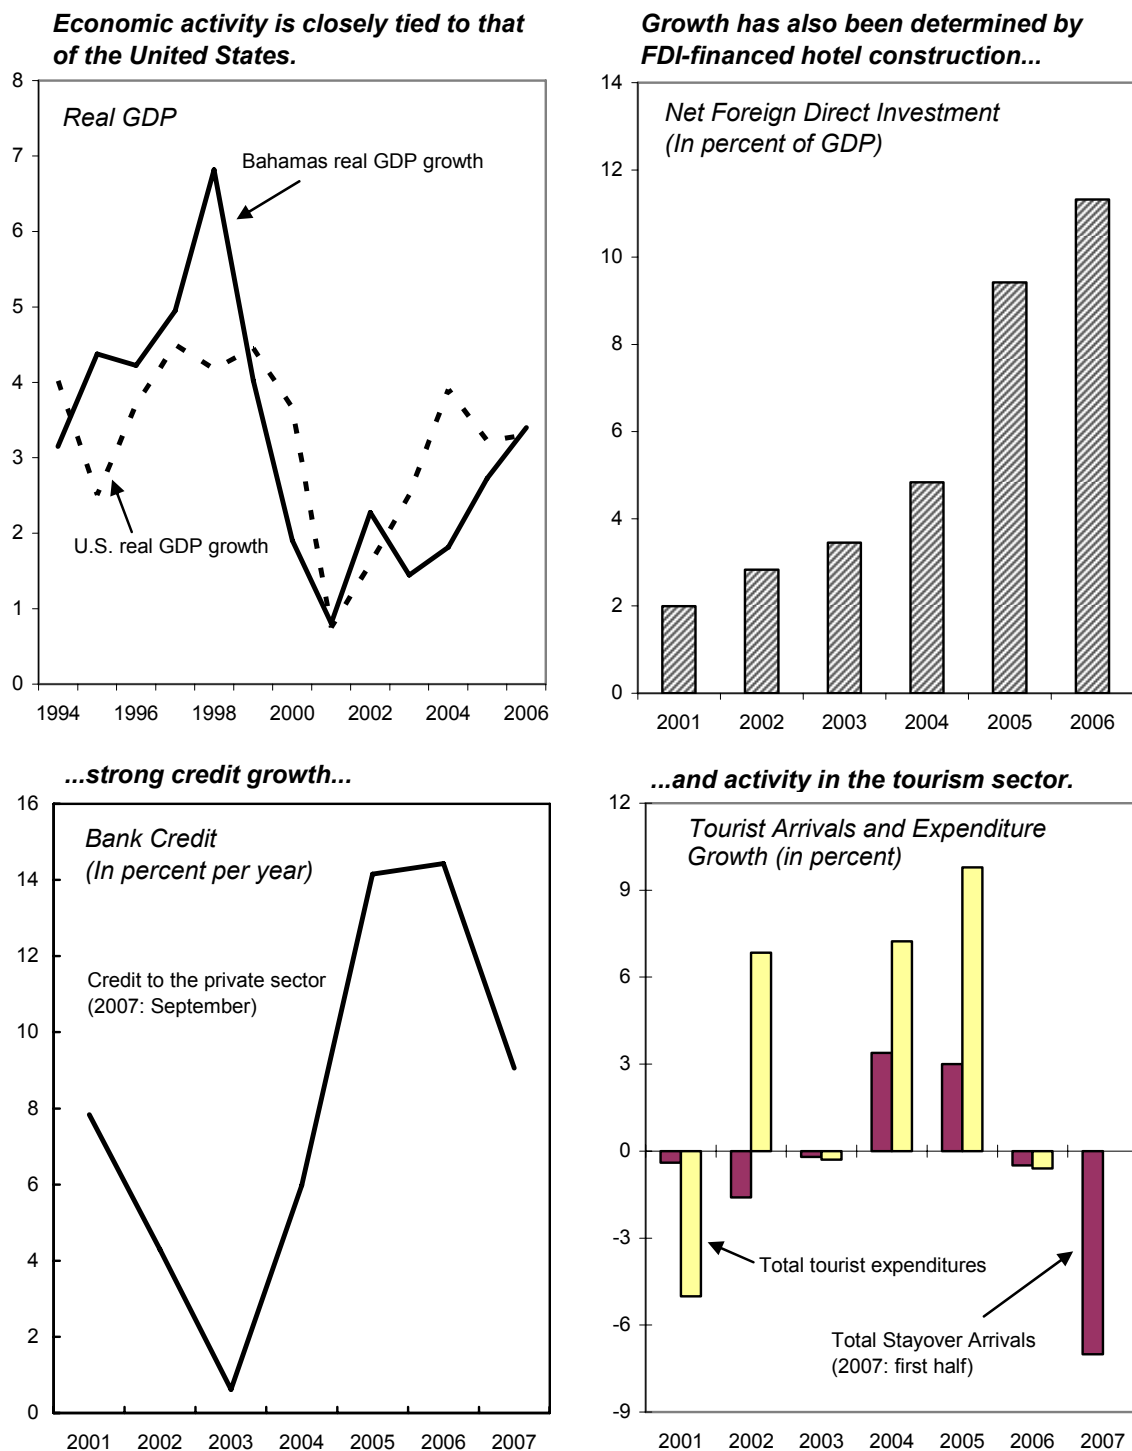 Economic activity is closely tied to that
of the United States.
8
7
6
5
4
3
2
1
0
Real GDP
Bahamas real GDP growth
U.S. real GDP growth
1994 1996 1998 2000 2002 2004 2006
Growth has also been determined by
FDI-financed hotel construction...
14
12
10
8
6
4
2
0
Net Foreign Direct Investment
(In percent of GDP)
2001 2002 2003 2004 2005 2006
...strong credit growth...
16
14
12
10
8
6
4
2
0
Bank Credit
(In percent per year)
Credit to the private sector
(2007: September)
2001 2002 2003 2004 2005 2006 2007
...and activity in the tourism sector.
12
9
6
3
0
-3
-6
-9
Tourist Arrivals and Expenditure
Growth (in percent)
Total tourist expenditures
Total Stayover Arrivals
(2007: first half)
2001 2002 2003 2004 2005 2006 2007